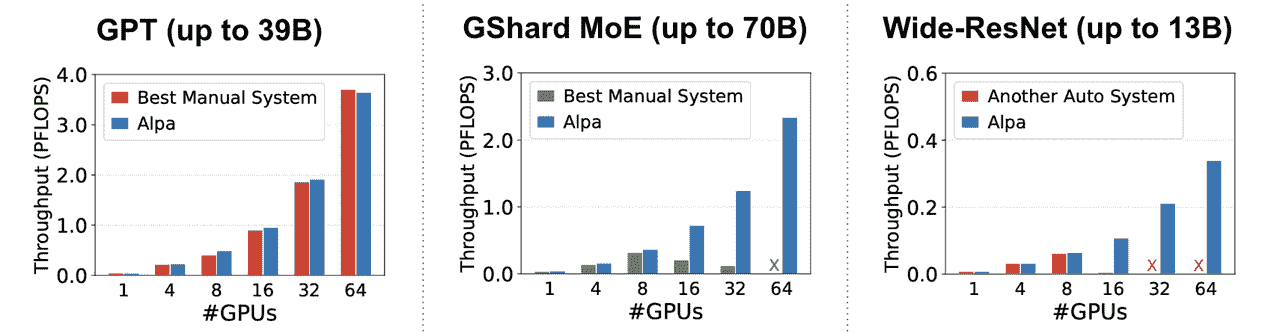 GPT (up to 39B)
Throughput (PFLOPS)
4.0
3.0
2.0
1.0
0.0
Best Manual System
Alpa
1 4 8 16 32 64
#GPUs
GShard MoE (up to 70B)
Throughput (PFLOPS)
3.0
2.0
1.0
0.0
Best Manual System
Alpa
X
1 4 8 16 32 64
#GPUs
Wide-ResNet (up to 13B)
Throughput (PFLOPS)
0.6
0.4
0.2
0.0
Another Auto System
Alpa
X X
1 4 8 16 32 64
#GPUs